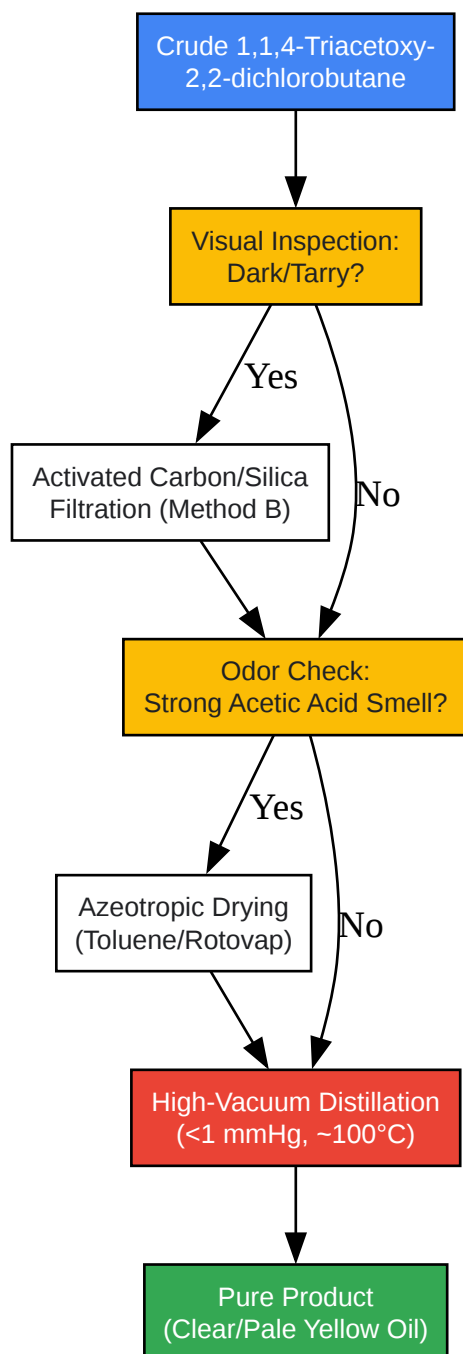 Crude 1,1,4-Triacetoxy-
2,2-dichlorobutane
Visual Inspection:
Dark/Tarry?
Yes
Activated Carbon/Silica
Filtration (Method B)
No
Odor Check:
Strong Acetic Acid Smell?
Yes
Azeotropic Drying
(Toluene/Rotovap)
No
High-Vacuum Distillation
(<1 mmHg, ~100°C)
Pure Product
(Clear/Pale Yellow Oil)